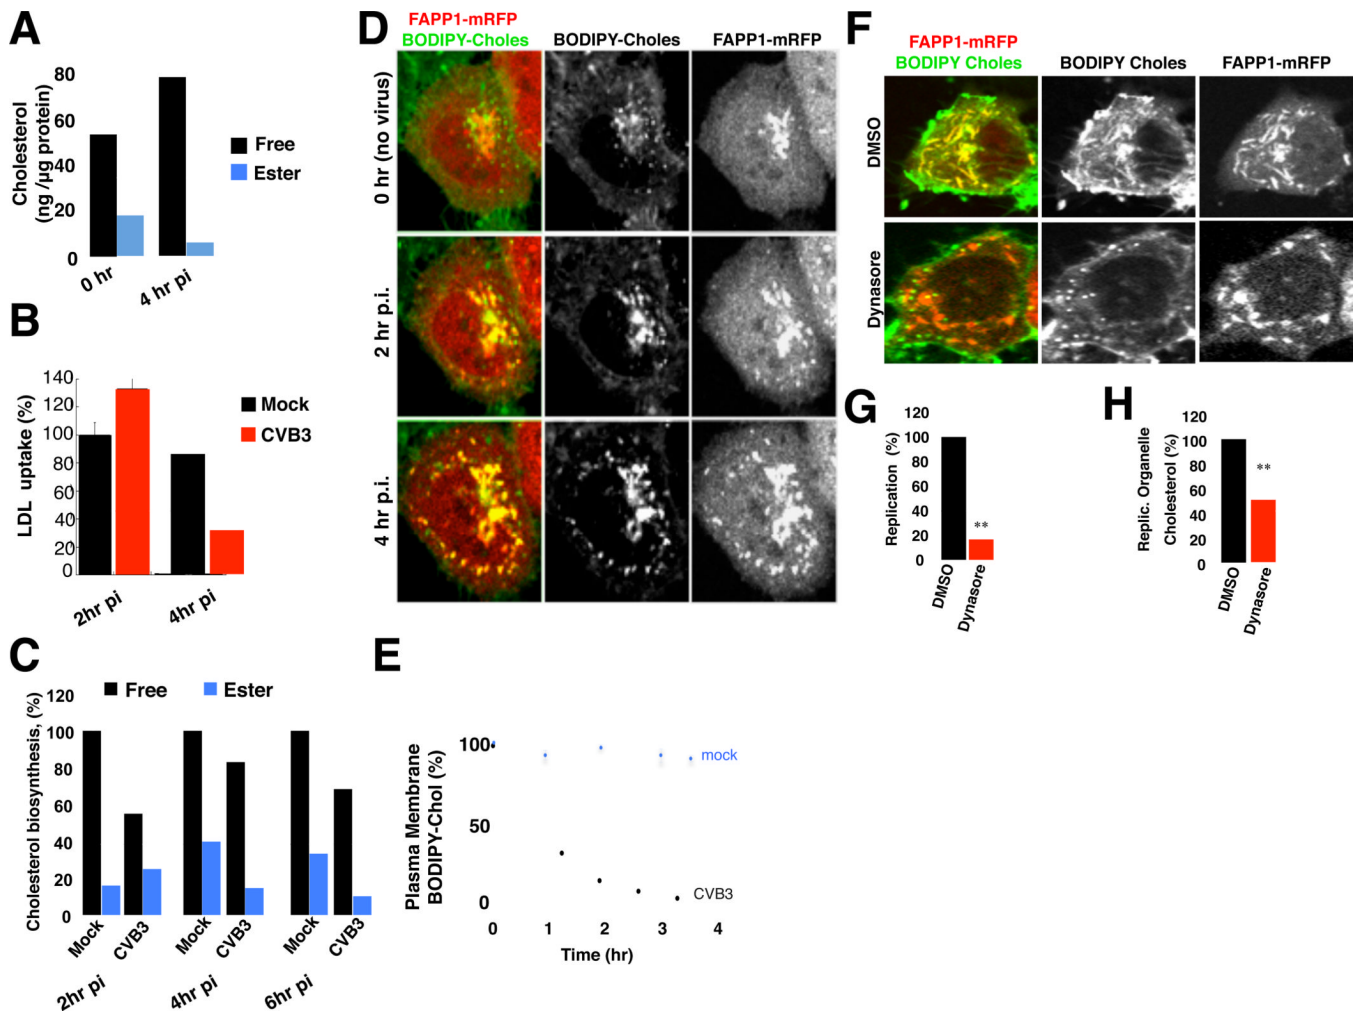 A
Cholesterol
(ng /μg protein)
80
60
40
20
0
Free
Ester
0 hr
4 hr pi
B
LDL uptake (%)
140
120
100
80
60
40
120
0
Mock
CVB3
2hr pi
4hr pi
C
Cholesterol biosynthesis, (%)
Free
Ester
120
100
80
60
40
20
0
Mock
CVB3
Mock
CVB3
Mock
CVB3
2hr pi
4hr pi
6hr pi
D
FAPP1-mRFP
BODIPY-Choles
BODIPY-Choles
FAPP1-mRFP
0 hr (no virus)
2 hr p.i.
4 hr p.i.
E
Plasma Membrane
BODIPY-Chol (%)
100
50
0
mock
CVB3
0 1 2 3 4
Time (hr)
F
FAPP1-mRFP
BODIPY Choles
BODIPY Choles
FAPP1-mRFP
DMSO
Dynasore
G
Replication (%)
120
100
80
60
40
20
0
**
DMSO
Dynasore
H
Replic. Organelle
Cholesterol (%)
120
100
80
60
40
20
0
**
DMSO
Dynasore